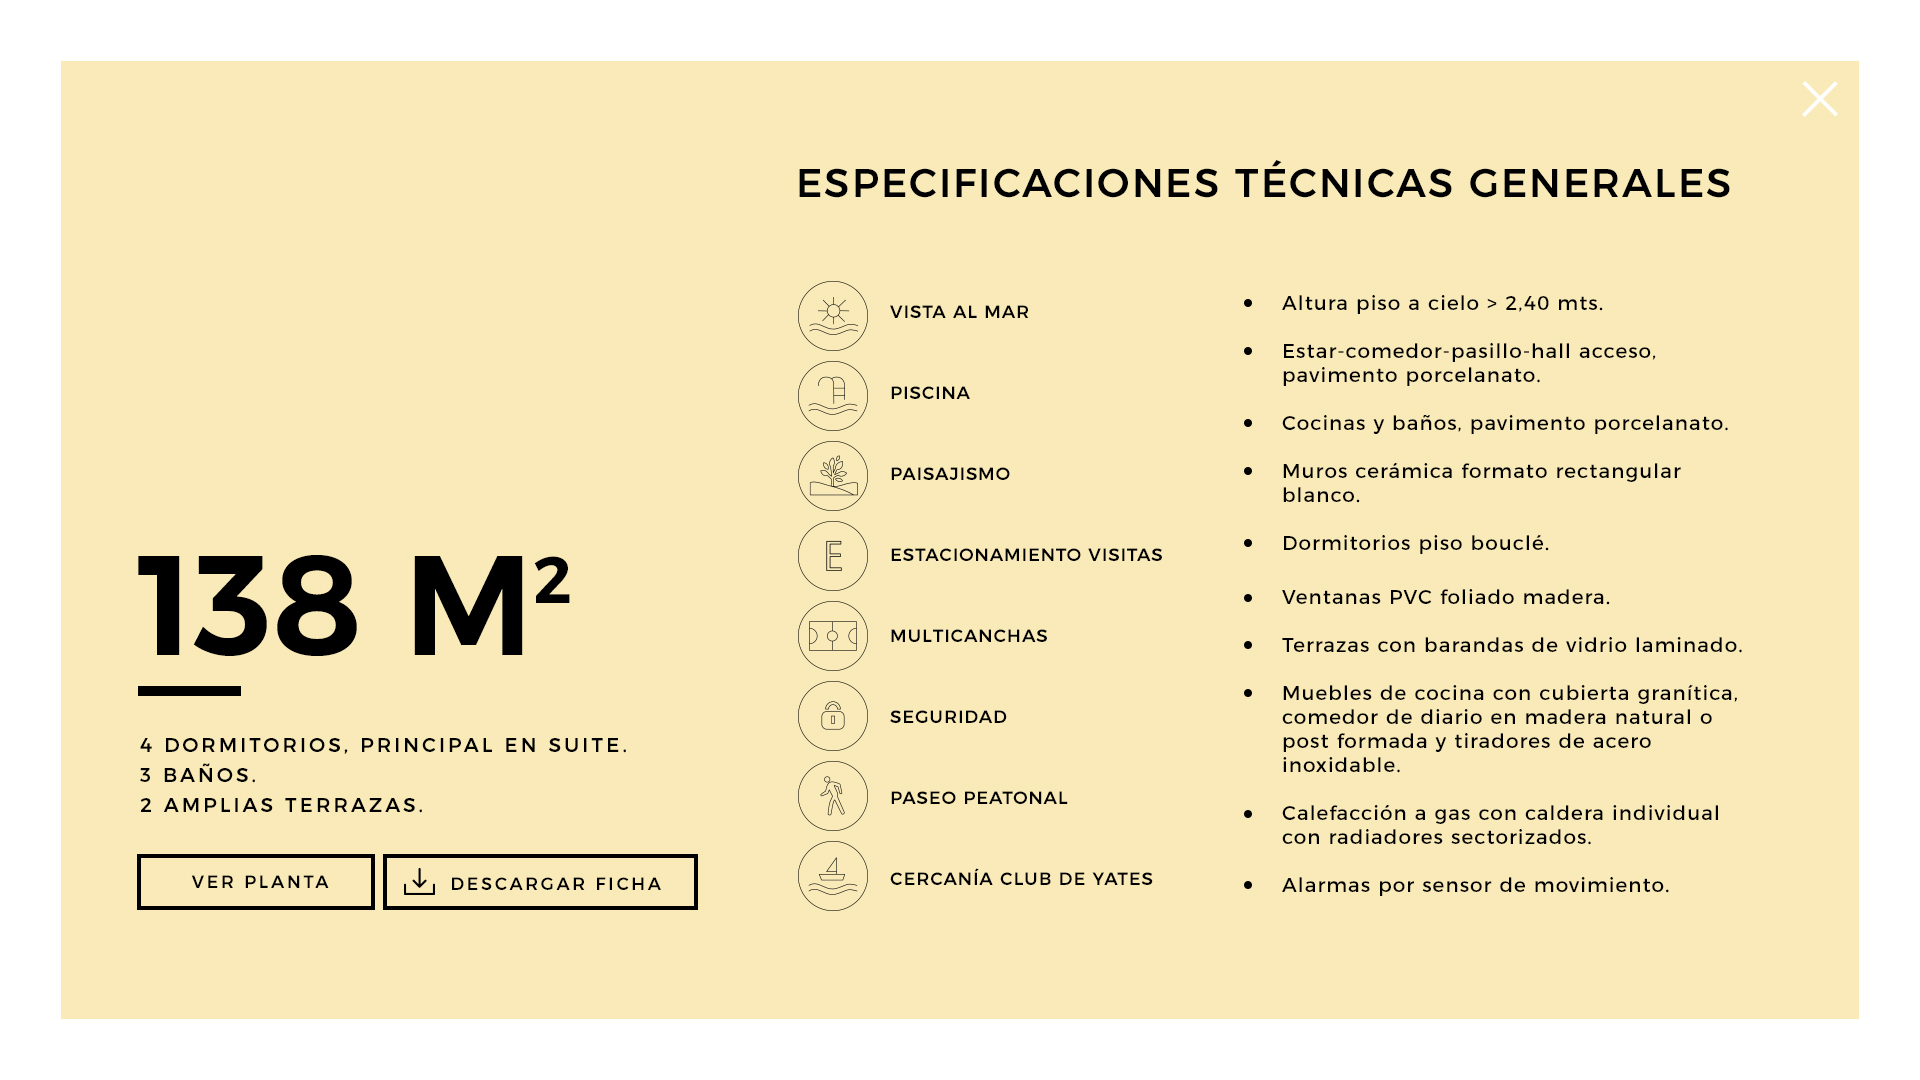 138 M²
4 DORMITORIOS, PRINCIPAL EN SUITE.
3 BAÑOS.
2 AMPLIAS TERRAZAS.
VER PLANTA
DESCARGAR FICHA
ESPECIFICACIONES TÉCNICAS GENERALES
VISTA AL MAR
PISCINA
PAISAJISMO
E
ESTACIONAMIENTO VISITAS
MULTICANCHAS
SEGURIDAD
PASEO PEATONAL
CERCANÍA CLUB DE YATES
• Altura piso a cielo > 2,40 mts.
• Estar-comedor-pasillo-hall acceso,
pavimento porcelanato.
• Cocinas y baños, pavimento porcelanato.
• Muros cerámica formato rectangular
blanco.
• Dormitorios piso bouclé.
• Ventanas PVC foliado madera.
• Terrazas con barandas de vidrio laminado.
• Muebles de cocina con cubierta granítica,
comedor de diario en madera natural o
post formada y tiradores de acero
inoxidable.
• Calefacción a gas con caldera individual
con radiadores sectorizados.
• Alarmas por sensor de movimiento.